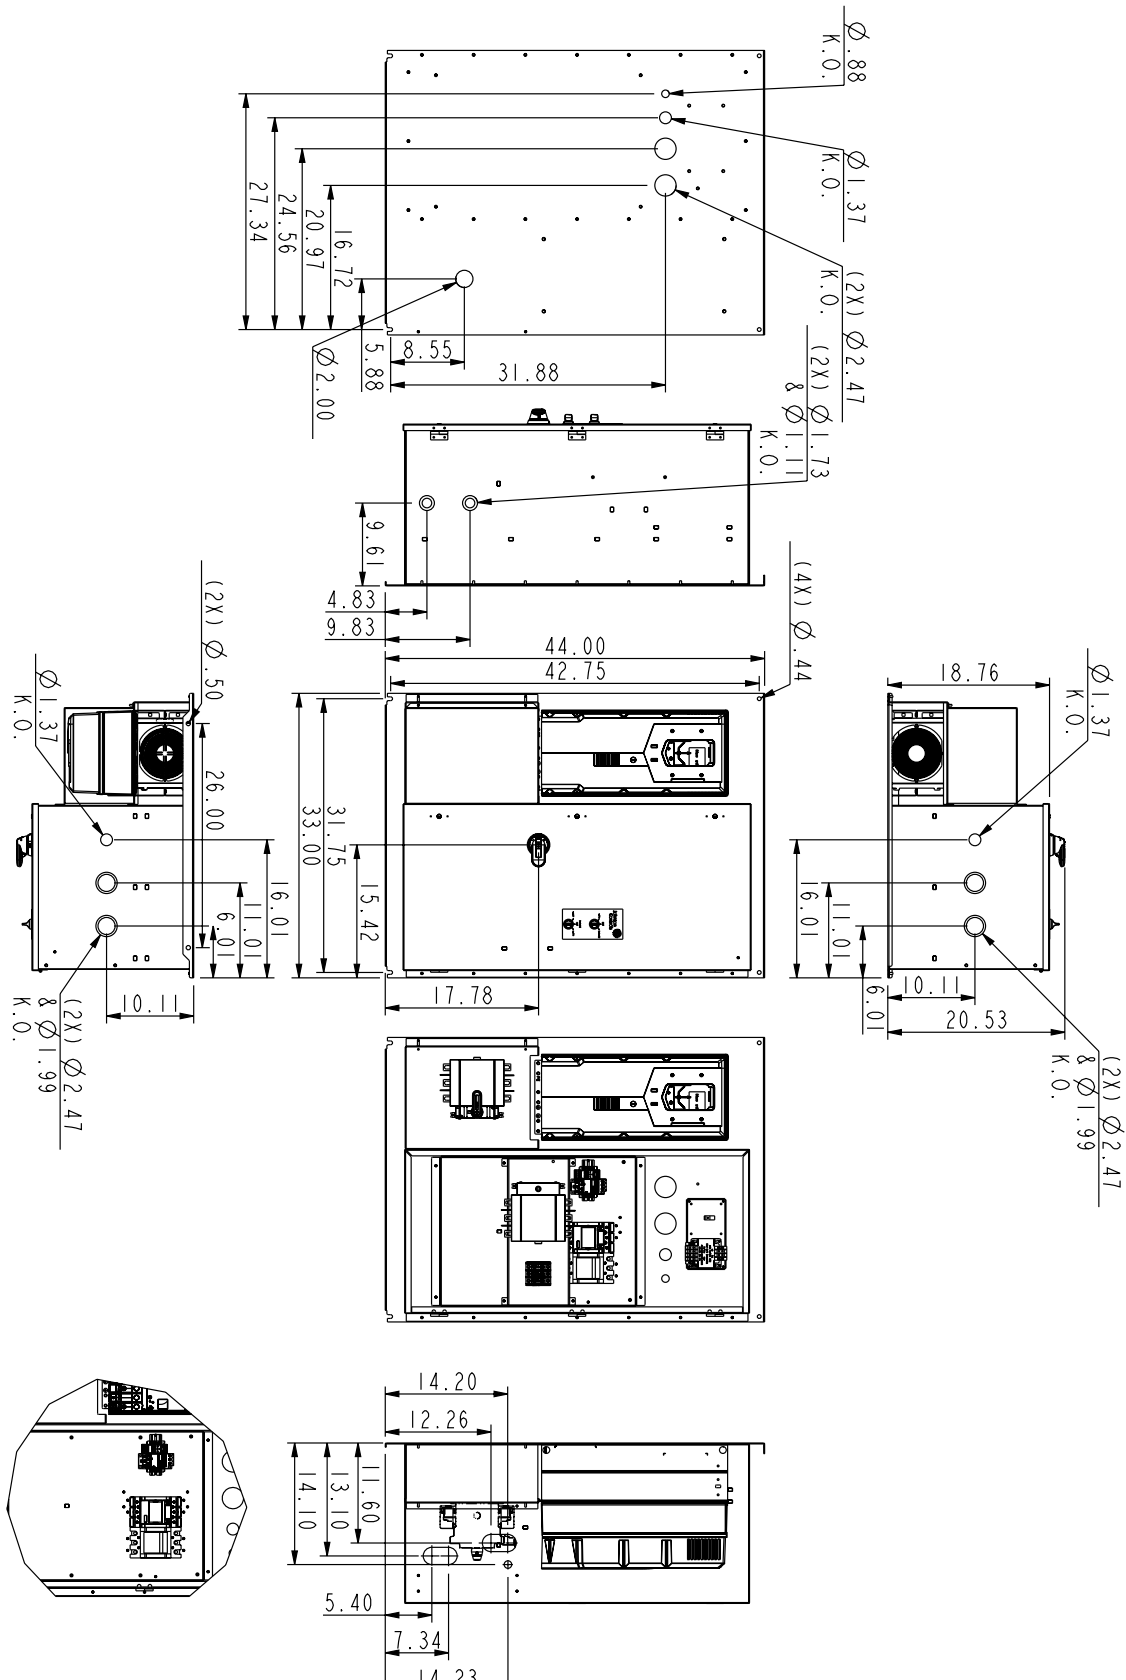 Ø.88
K.O.
Ø1.37
K.O.
(2X) Ø2.47
K.O.
27.34
24.56
20.97
16.72
5.88
8.55
31.88
Ø2.00
(2X) Ø1.73
& Ø1.11
K.O.
9.61
4.83
9.83
(4X) Ø.44
44.00
42.75
31.75
33.00
15.42
17.78
(2X) Ø.50
Ø1.37
K.O.
26.00
16.01
11.01
6.01
10.11
(2X) Ø2.47
& Ø1.99
K.O.
18.76
Ø1.37
K.O.
16.01
11.01
6.01
10.11
20.53
(2X) Ø2.47
& Ø1.99
K.O.
14.20
12.26
11.60
13.10
14.10
5.40
7.34
14.23